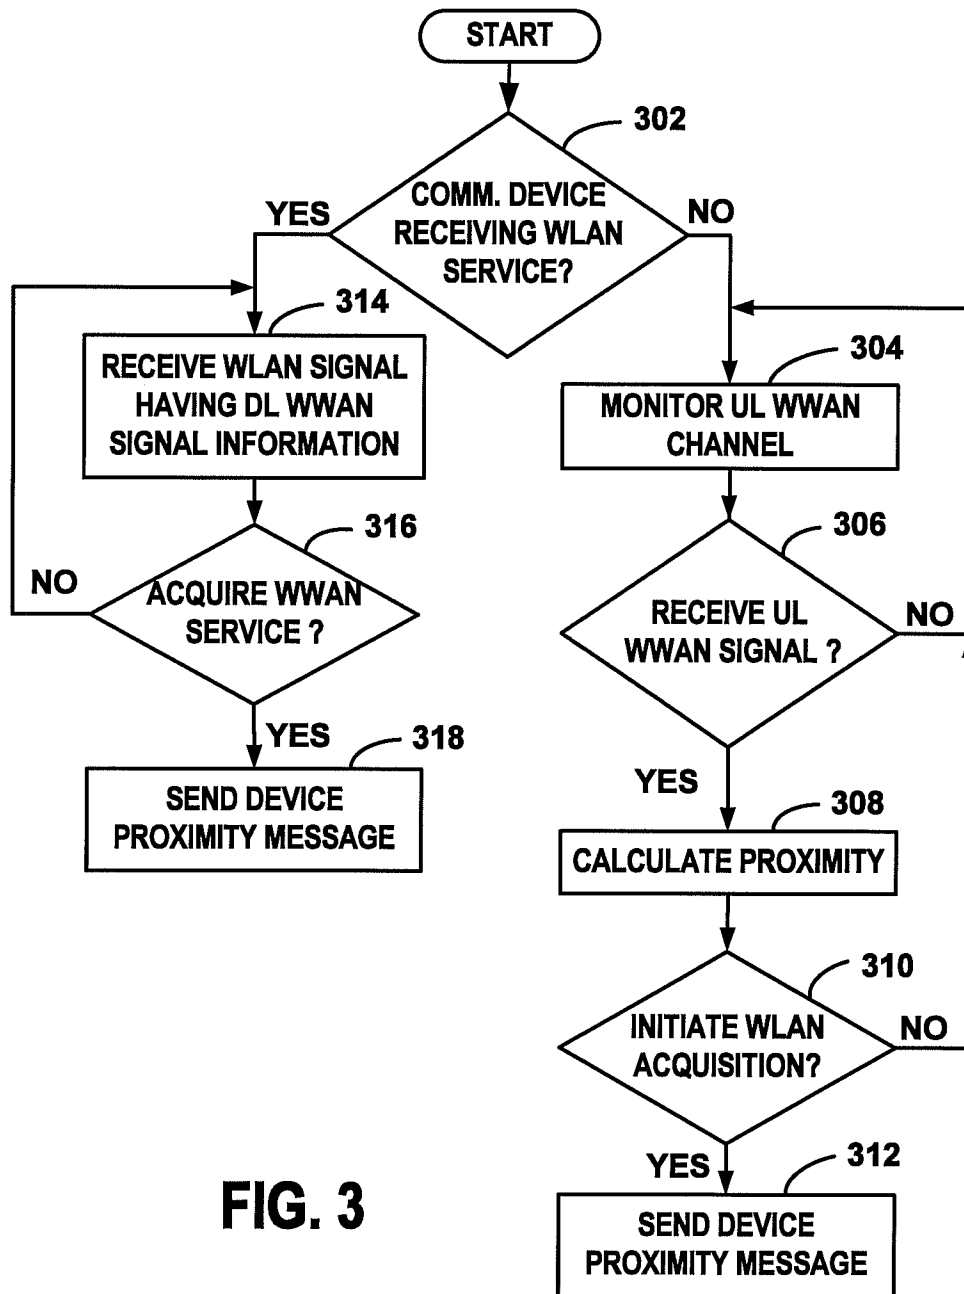 START
302
COMM. DEVICE
RECEIVING WLAN
SERVICE?
YES
NO
314
RECEIVE WLAN SIGNAL
HAVING DL WWAN
SIGNAL INFORMATION
304
MONITOR UL WWAN
CHANNEL
316
ACQUIRE WWAN
SERVICE ?
NO
306
RECEIVE UL
WWAN SIGNAL ?
NO
YES
318
SEND DEVICE
PROXIMITY MESSAGE
YES
308
CALCULATE PROXIMITY
310
INITIATE WLAN
ACQUISITION?
NO
YES
312
SEND DEVICE
PROXIMITY MESSAGE
FIG. 3